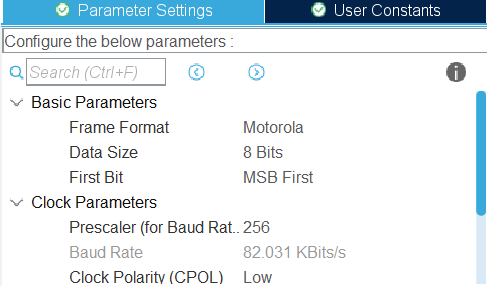 Parameter Settings
User Constants
Configure the below parameters :
Search (Ctrl+F)
Basic Parameters
Frame Format Motorola
Data Size 8 Bits
First Bit MSB First
Clock Parameters
Prescaler (for Baud Rat.. 256
Baud Rate 82.031 KBits/s
Clock Polarity (CPOL) Low